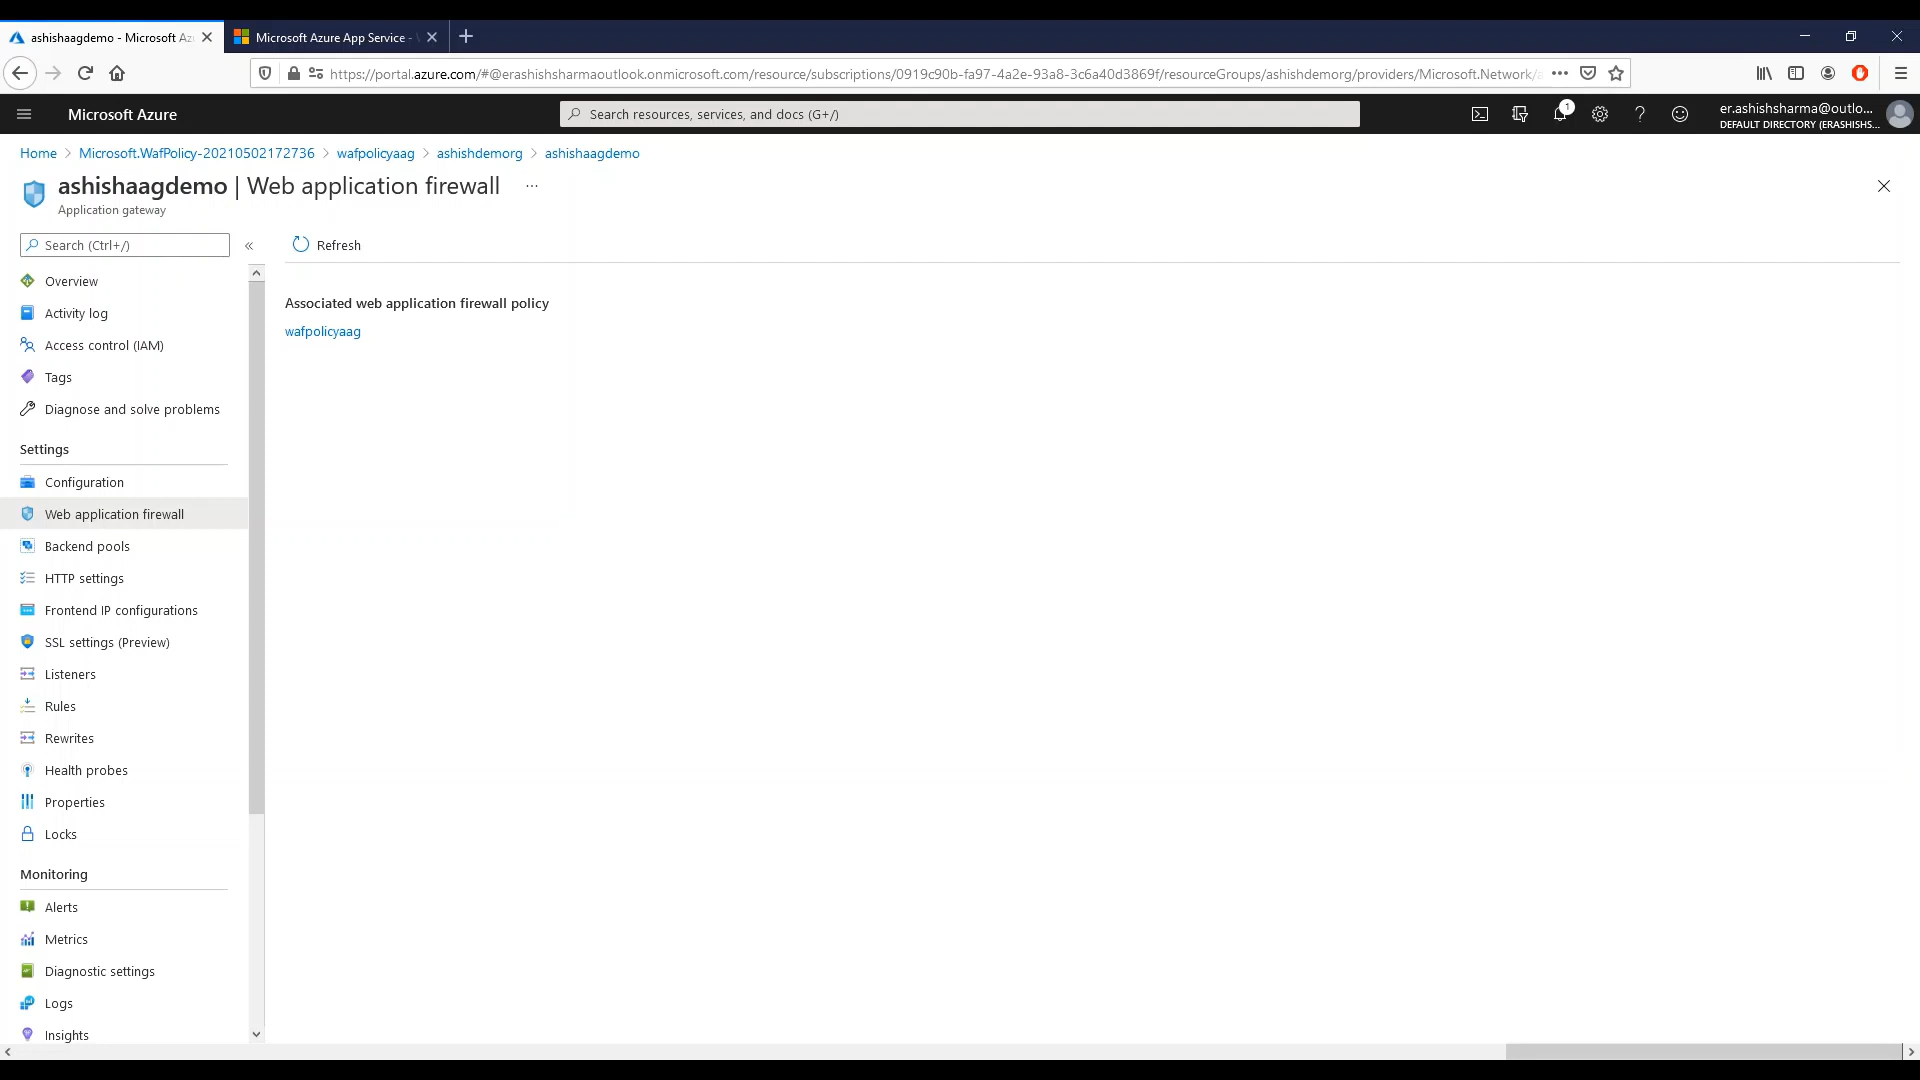 ashishaagdemo - Microsoft Az
Microsoft Azure App Service -
https://portal.azure.com/#@erashishsharmaoutlook.onmicrosoft.com/resource/subscriptions/0919c90b-fa97-4a2e-93a8-3c6a40d3869f/resourceGroups/ashishdemorg/providers/Microsoft.Network/
Microsoft Azure
Search resources, services, and docs (G+/)
1
er.ashishsharma@outlo...
DEFAULT DIRECTORY (ERASHISHS...
Home > Microsoft.WafPolicy-20210502172736 > wafpolicyaag > ashishdemorg > ashishaagdemo
ashishaagdemo | Web application firewall ...
Application gateway
Search (Ctrl+/)
Refresh
Overview
Activity log
Access control (IAM)
Tags
Diagnose and solve problems
Settings
Configuration
Web application firewall
Backend pools
HTTP settings
Frontend IP configurations
SSL settings (Preview)
Listeners
Rules
Rewrites
Health probes
Properties
Locks
Monitoring
Alerts
Metrics
Diagnostic settings
Logs
Insights
Associated web application firewall policy
wafpolicyaag